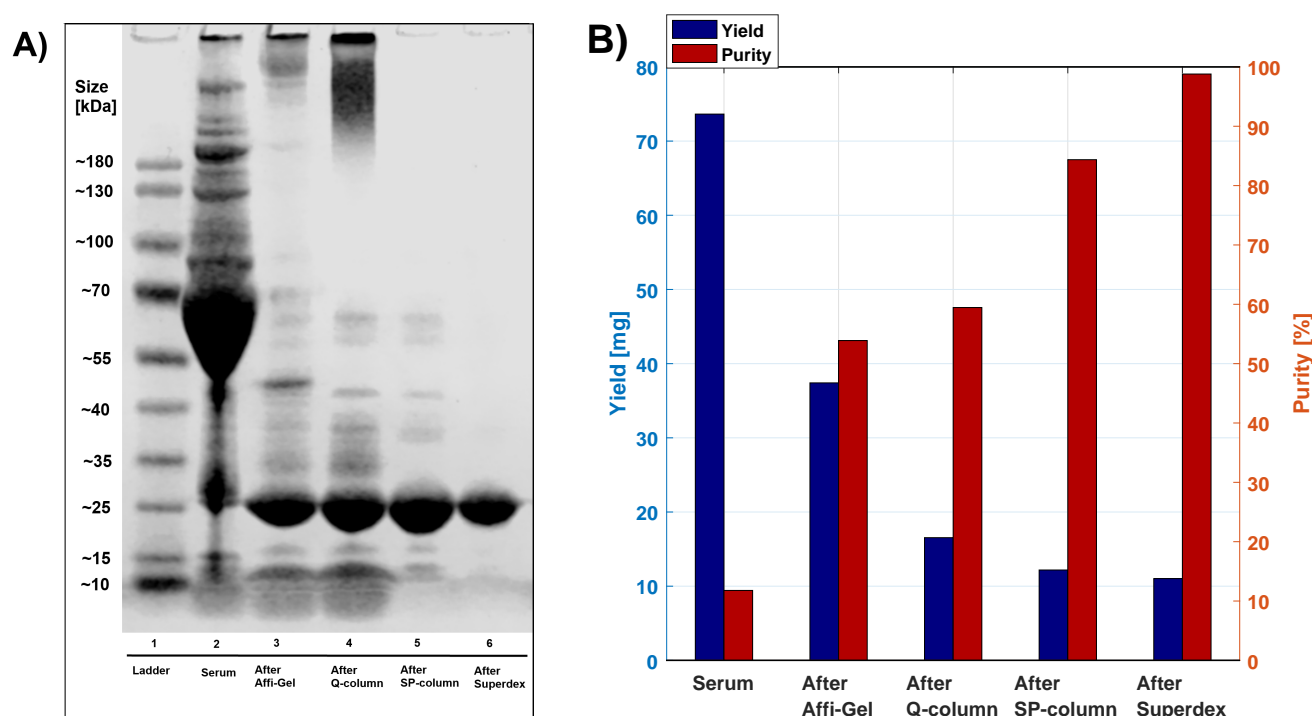 A)
Size
[kDa]
~180
~130
~100
~70
~55
~40
~35
~25
~15
~10
1 2 3 4 5 6
Ladder Serum After Affi-Gel After Q-column After SP-column After Superdex
B)
Yield
Purity
80
70
60
50
40
30
20
10
0
Yield [mg]
100
90
80
70
60
50
40
30
20
10
0
Purity [%]
Serum After After After After
Affi-Gel Q-column SP-column Superdex